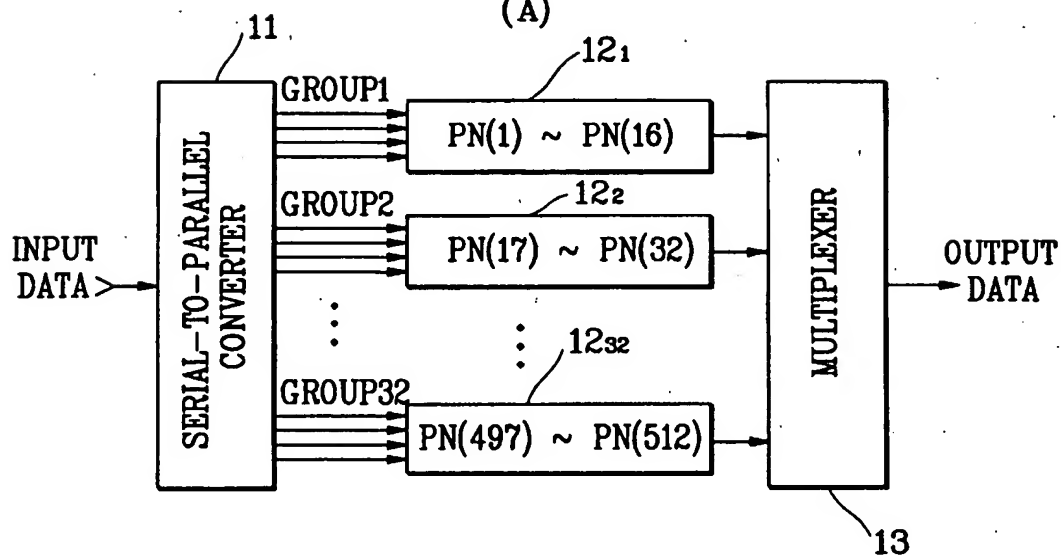 (A)
11
SERIAL-TO-PARALLEL
CONVERTER
INPUT
DATA
GROUP1
12₁
PN(1) ~ PN(16)
GROUP2
12₂
PN(17) ~ PN(32)
GROUP32
12₃₂
PN(497) ~ PN(512)
MULTIPLEXER
13
OUTPUT
DATA